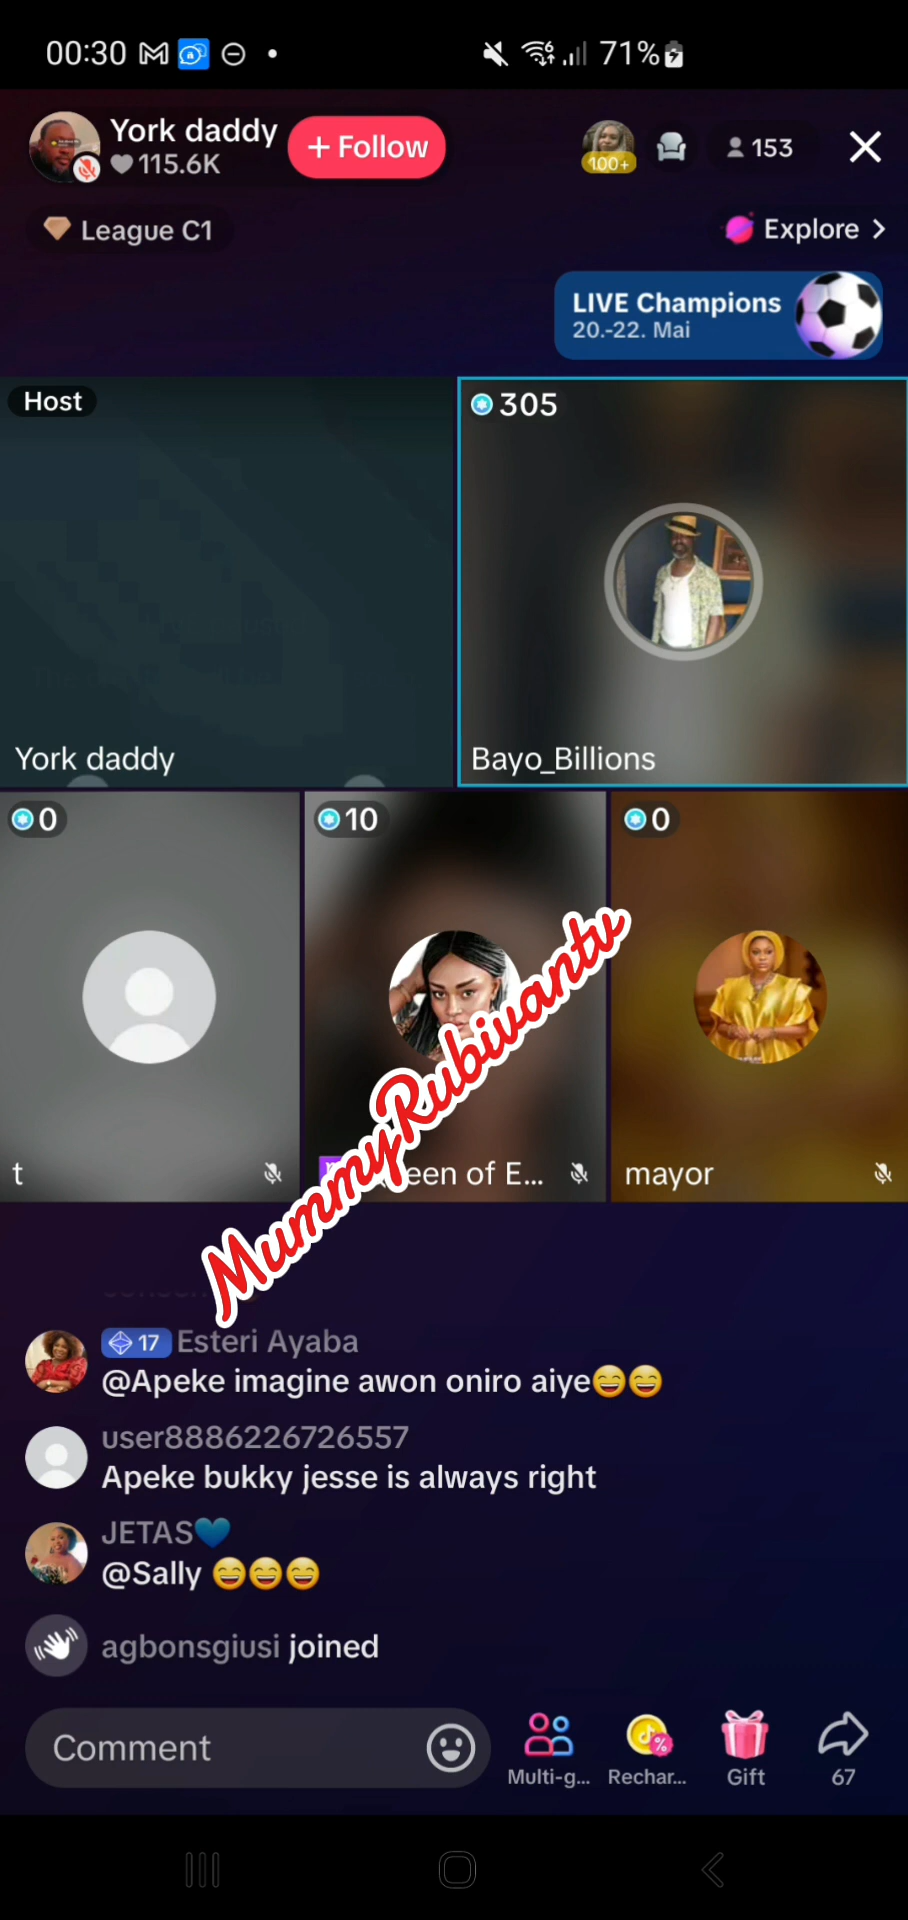 00:30
71%
York daddy
115.6K
+ Follow
100+
153
League C1
Explore >
LIVE Champions
20.-22. Mai
Host
305
York daddy
Bayo_Billions
0
10
0
t
een of E...
mayor
MummyRubivantv
17 Esteri Ayaba
@Apeke imagine awon oniro aiye😄😄
user8886226726557
Apeke bukky jesse is always right
JETAS💙
@Sally 😄😄😄
agbonsgiusi joined
Comment
Multi-g...
Rechar...
Gift
67